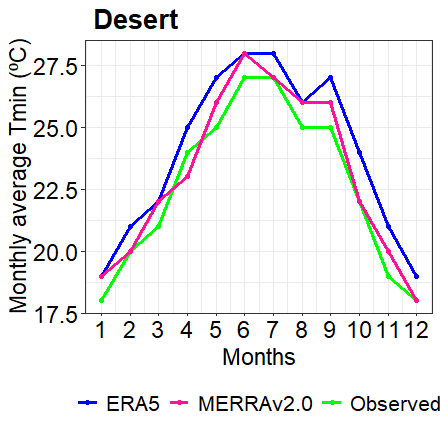 Desert
Monthly average Tmin (ºC)
27.5
25.0
22.5
20.0
17.5
1 2 3 4 5 6 7 8 9 10 11 12
Months
ERA5 MERRAv2.0 Observed